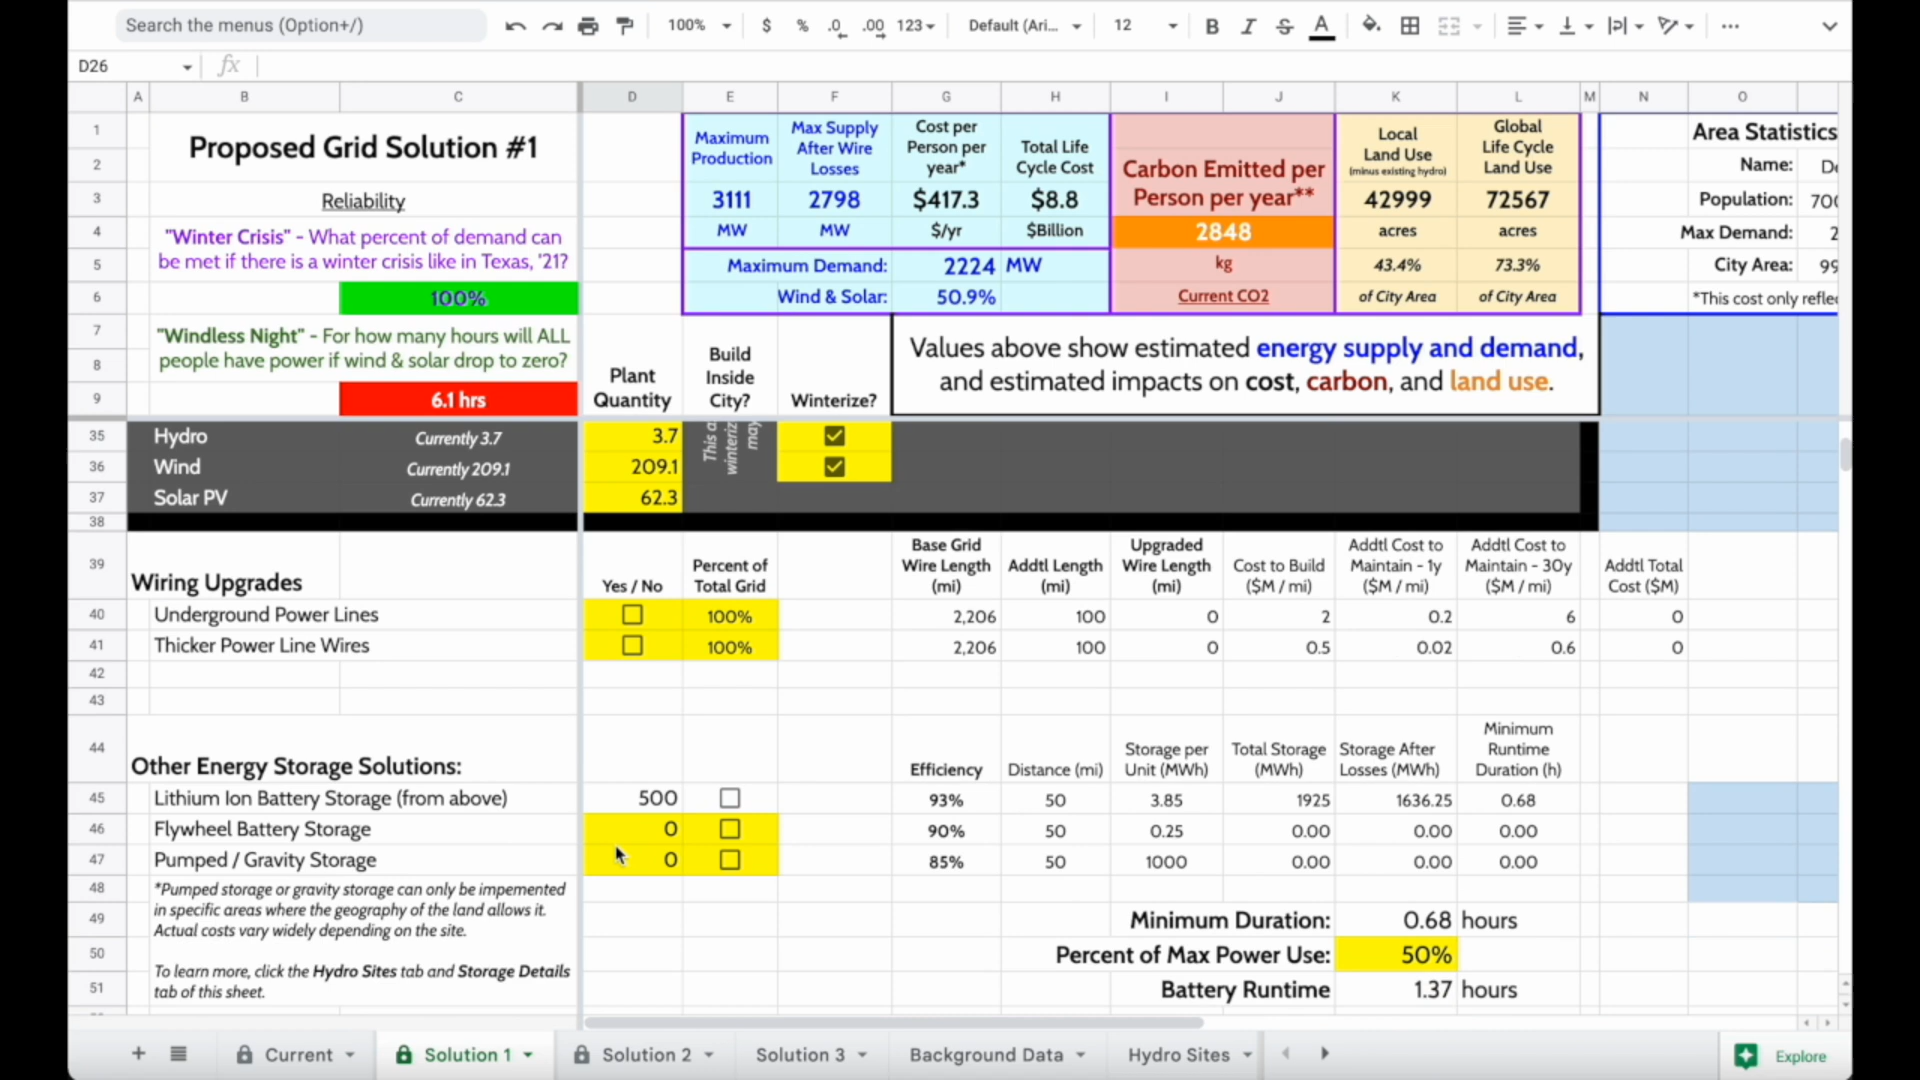 Search the menus (Option+/)
100%
$
%
.0
.00
123
Default (Ari...
12
B
I
S
A
D26
fx
A B C D E F G H I J K L M N O
1
2
3
4
5
6
7
8
9
Proposed Grid Solution #1
Reliability
"Winter Crisis" - What percent of demand can
be met if there is a winter crisis like in Texas, '21?
100%
"Windless Night" - For how many hours will ALL
people have power if wind & solar drop to zero?
6.1 hrs
Plant
Quantity
Build
Inside
City?
Winterize?
Maximum
Production
3111
MW
Max Supply
After Wire
Losses
2798
MW
Cost per
Person per
year*
$417.3
$/yr
Total Life
Cycle Cost
$8.8
$Billion
Maximum Demand: 2224 MW
Wind & Solar: 50.9%
Carbon Emitted per
Person per year**
2848
kg
Current CO2
Local
Land Use
(minus existing hydro)
42999
acres
43.4%
of City Area
Global
Life Cycle
Land Use
72567
acres
73.3%
of City Area
Area Statistics
Name:
Population:
Max Demand:
City Area:
*This cost only
Values above show estimated energy supply and demand,
and estimated impacts on cost, carbon, and land use.
35 Hydro Currently 3.7 3.7
36 Wind Currently 209.1 209.1
37 Solar PV Currently 62.3 62.3
This a
winteriz
may
38
39 Wiring Upgrades
Yes / No
Percent of
Total Grid
Base Grid
Wire Length
(mi)
Addtl Length
(mi)
Upgraded
Wire Length
(mi)
Cost to Build
($M / mi)
Addtl Cost to
Maintain - 1y
($M / mi)
Addtl Cost to
Maintain - 30y
($M / mi)
Addtl Total
Cost ($M)
40 Underground Power Lines 100% 2,206 100 0 2 0.2 6 0
41 Thicker Power Line Wires 100% 2,206 100 0 0.5 0.02 0.6 0
42
43
44 Other Energy Storage Solutions:
Efficiency
Distance (mi)
Storage per
Unit (MWh)
Total Storage
(MWh)
Storage After
Losses (MWh)
Minimum
Runtime
Duration (h)
45 Lithium Ion Battery Storage (from above) 500 93% 50 3.85 1925 1636.25 0.68
46 Flywheel Battery Storage 0 90% 50 0.25 0.00 0.00 0.00
47 Pumped / Gravity Storage 0 85% 50 1000 0.00 0.00 0.00
48
49
50
51
*Pumped storage or gravity storage can only be impemented
in specific areas where the geography of the land allows it.
Actual costs vary widely depending on the site.
To learn more, click the Hydro Sites tab and Storage Details
tab of this sheet.
Minimum Duration: 0.68 hours
Percent of Max Power Use: 50%
Battery Runtime 1.37 hours
Current
Solution 1
Solution 2
Solution 3
Background Data
Hydro Sites
Explore